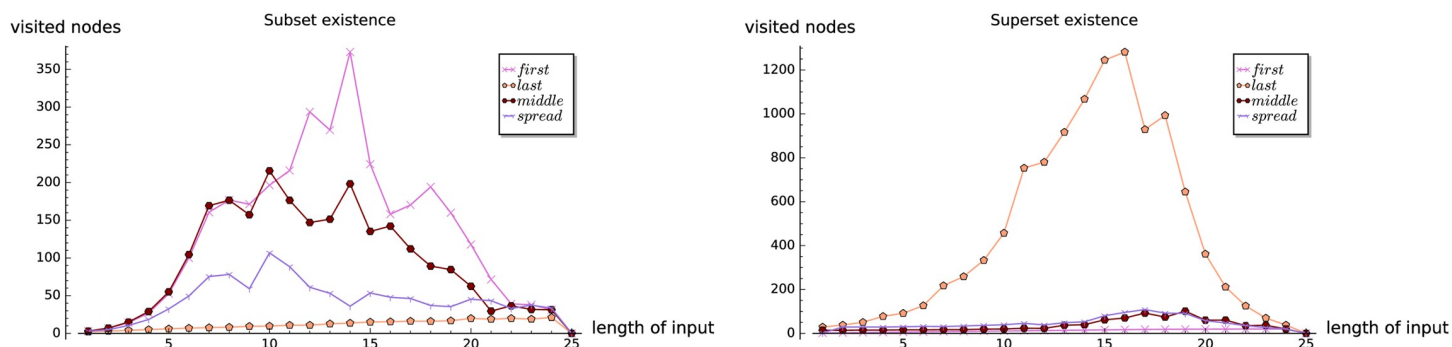 Subset existence
visited nodes
350
300
250
200
150
100
50
0
5
10
15
20
25
length of input
first
last
middle
spread
Superset existence
visited nodes
1200
1000
800
600
400
200
0
5
10
15
20
25
length of input
first
last
middle
spread